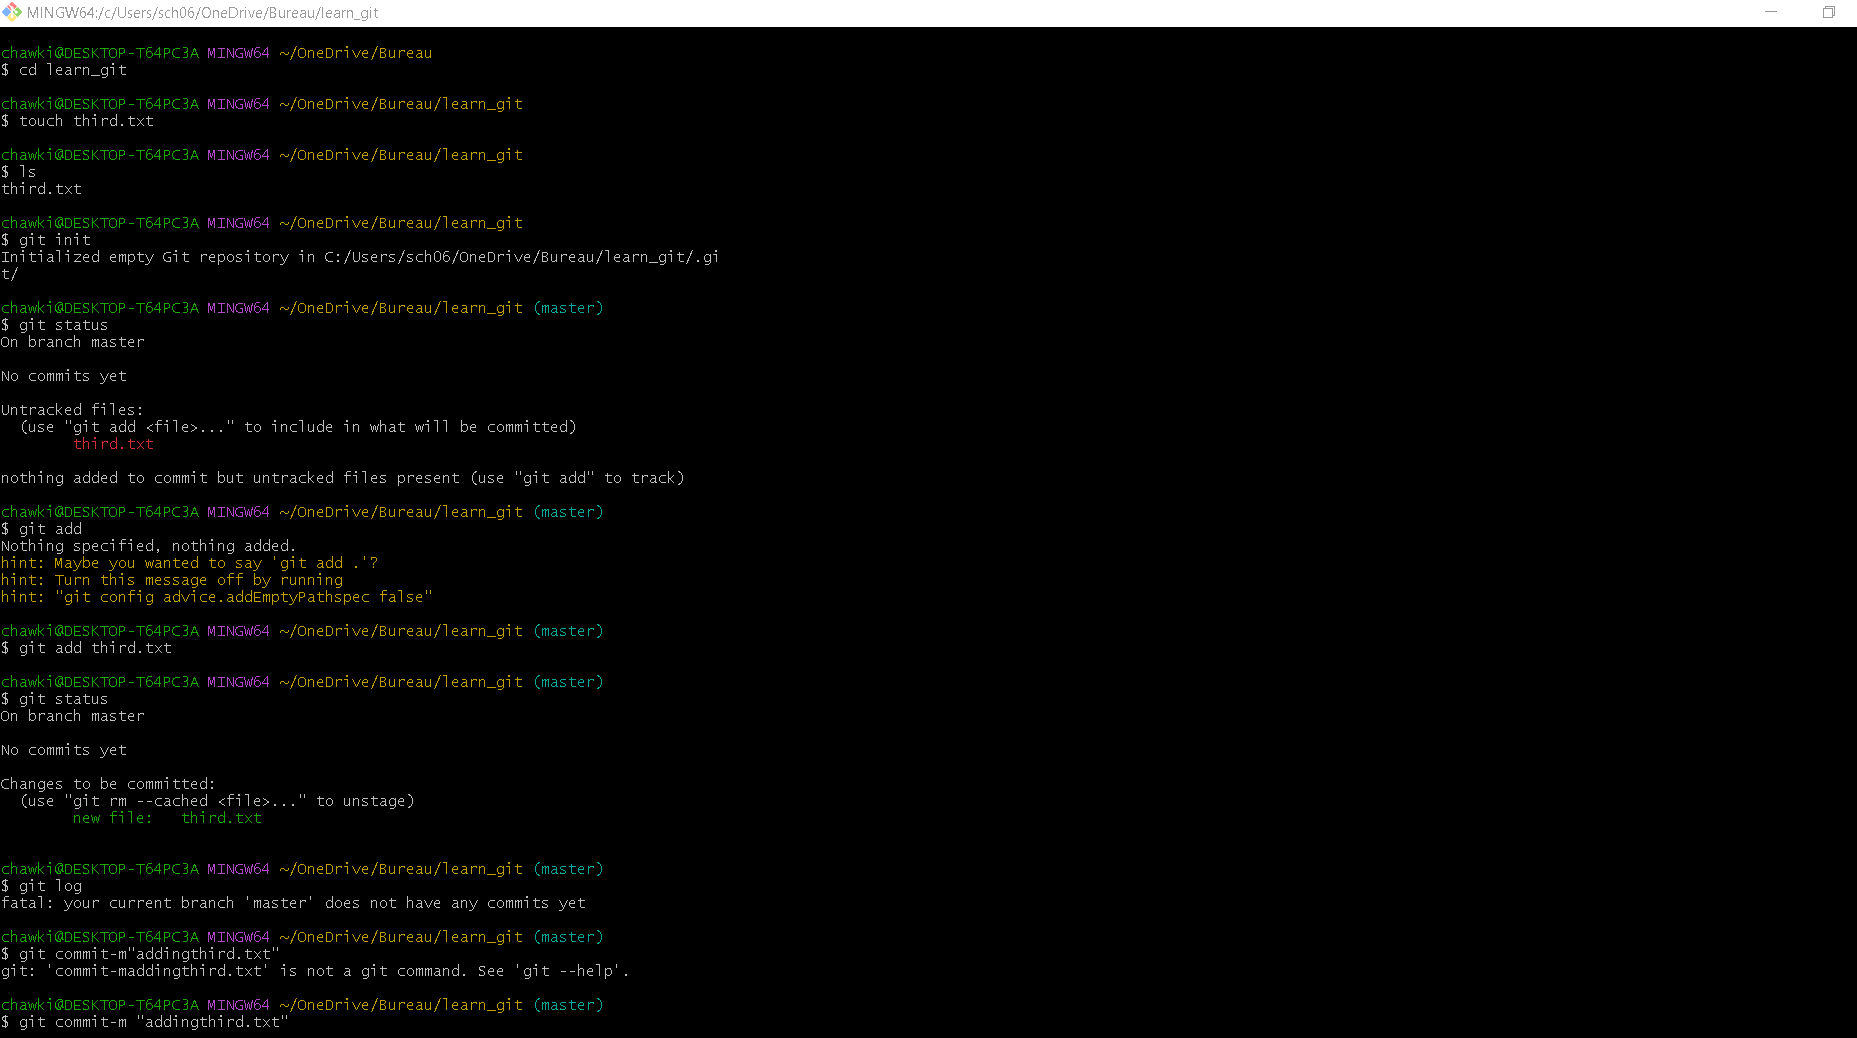 MINGW64:/c/Users/sch06/OneDrive/Bureau/learn_git
chawki@DESKTOP-T64PC3A MINGW64 ~/OneDrive/Bureau
$ cd learn_git
chawki@DESKTOP-T64PC3A MINGW64 ~/OneDrive/Bureau/learn_git
$ touch third.txt
chawki@DESKTOP-T64PC3A MINGW64 ~/OneDrive/Bureau/learn_git
$ ls
third.txt
chawki@DESKTOP-T64PC3A MINGW64 ~/OneDrive/Bureau/learn_git
$ git init
Initialized empty Git repository in C:/Users/sch06/OneDrive/Bureau/learn_git/.gi
t/
chawki@DESKTOP-T64PC3A MINGW64 ~/OneDrive/Bureau/learn_git (master)
$ git status
On branch master
No commits yet
Untracked files:
  (use "git add <file>..." to include in what will be committed)
        third.txt
nothing added to commit but untracked files present (use "git add" to track)
chawki@DESKTOP-T64PC3A MINGW64 ~/OneDrive/Bureau/learn_git (master)
$ git add
Nothing specified, nothing added.
hint: Maybe you wanted to say 'git add .'?
hint: Turn this message off by running
hint: "git config advice.addEmptyPathspec false"
chawki@DESKTOP-T64PC3A MINGW64 ~/OneDrive/Bureau/learn_git (master)
$ git add third.txt
chawki@DESKTOP-T64PC3A MINGW64 ~/OneDrive/Bureau/learn_git (master)
$ git status
On branch master
No commits yet
Changes to be committed:
  (use "git rm --cached <file>..." to unstage)
        new file:   third.txt
chawki@DESKTOP-T64PC3A MINGW64 ~/OneDrive/Bureau/learn_git (master)
$ git log
fatal: your current branch 'master' does not have any commits yet
chawki@DESKTOP-T64PC3A MINGW64 ~/OneDrive/Bureau/learn_git (master)
$ git commit-m"addingthird.txt"
git: 'commit-maddingthird.txt' is not a git command. See 'git --help'.
chawki@DESKTOP-T64PC3A MINGW64 ~/OneDrive/Bureau/learn_git (master)
$ git commit-m "addingthird.txt"